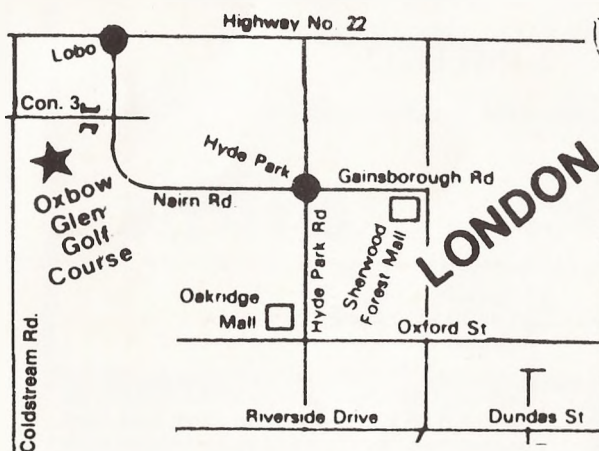 Highway No. 22
Lobo
Con. 3
Hyde Park
Gainsborough Rd
Nairn Rd.
Oxbow
Glen
Golf
Course
LONDON
Hyde Park Rd
Sherwood
Forest Mall
Oakridge
Mall
Oxford St
Coldstream Rd.
Riverside Drive
Dundas St